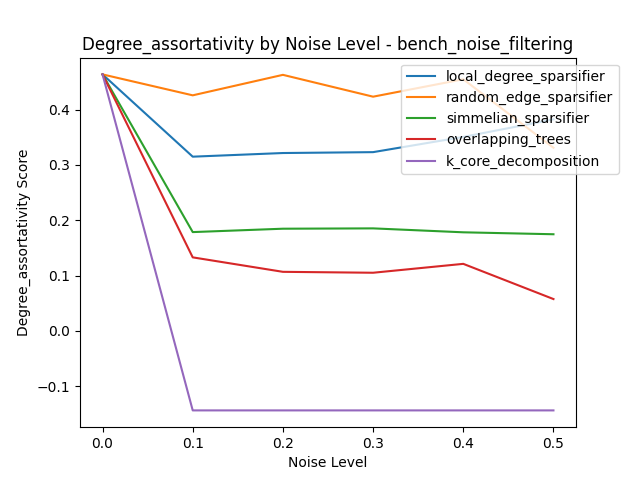 Degree_assortativity by Noise Level - bench_noise_filtering
local_degree_sparsifier
random_edge_sparsifier
simmelian_sparsifier
overlapping_trees
k_core_decomposition
Degree_assortativity Score
0.4
0.3
0.2
0.1
0.0
−0.1
0.0 0.1 0.2 0.3 0.4 0.5
Noise Level